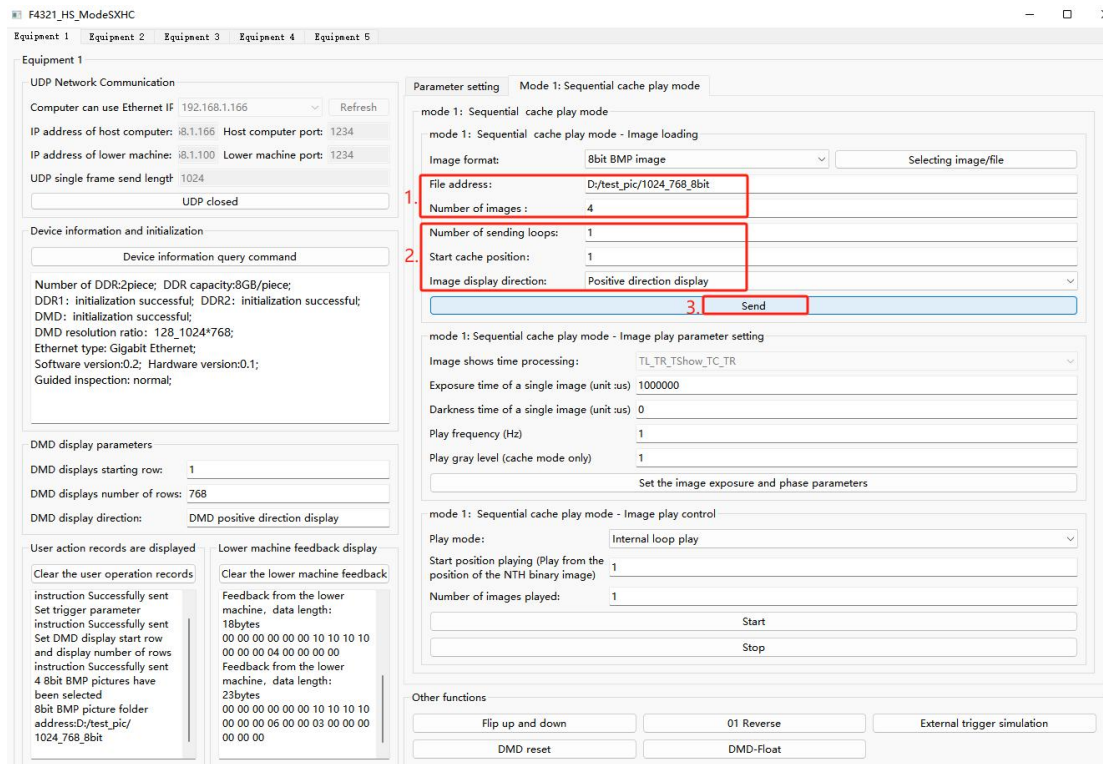 F4321_HS_ModeSXHC
Equipment 1 Equipment 2 Equipment 3 Equipment 4 Equipment 5
Equipment 1
UDP Network Communication
Computer can use Ethernet IF 192.168.1.166 Refresh
IP address of host computer: i8.1.166 Host computer port: 1234
IP address of lower machine: i8.1.100 Lower machine port: 1234
UDP single frame send length 1024
UDP closed
Device information and initialization
Device information query command
Number of DDR:2piece; DDR capacity:8GB/piece;
DDR1: initialization successful; DDR2: initialization successful;
DMD: initialization successful;
DMD resolution ratio: 128_1024*768;
Ethernet type: Gigabit Ethernet;
Software version:0.2; Hardware version:0.1;
Guided inspection: normal;
DMD display parameters
DMD displays starting row: 1
DMD displays number of rows: 768
DMD display direction: DMD positive direction display
User action records are displayed
Clear the user operation records
instruction Successfully sent
Set trigger parameter
instruction Successfully sent
Set DMD display start row
and display number of rows
instruction Successfully sent
4 8bit BMP pictures have
been selected
8bit BMP picture folder
address:D:/test_pic/
1024_768_8bit
Lower machine feedback display
Clear the lower machine feedback
Feedback from the lower
machine, data length:
18bytes
00 00 00 00 00 00 10 10 10 10
00 00 00 04 00 00 00 00
Feedback from the lower
machine, data length:
23bytes
00 00 00 00 00 00 10 10 10 10
00 00 00 06 00 00 03 00 00 00
00 00 00
Parameter setting Mode 1: Sequential cache play mode
mode 1: Sequential cache play mode
mode 1: Sequential cache play mode - Image loading
Image format: 8bit BMP image Selecting image/file
1. File address: D:/test_pic/1024_768_8bit
Number of images : 4
Number of sending loops: 1
2. Start cache position: 1
Image display direction: Positive direction display
3. Send
mode 1: Sequential cache play mode - Image play parameter setting
Image shows time processing: TL_TR_TShow_TC_TR
Exposure time of a single image (unit :us) 1000000
Darkness time of a single image (unit :us) 0
Play frequency (Hz) 1
Play gray level (cache mode only) 1
Set the image exposure and phase parameters
mode 1: Sequential cache play mode - Image play control
Play mode: Internal loop play
Start position playing (Play from the
position of the NTH binary image) 1
Number of images played: 1
Start
Stop
Other functions
Flip up and down 01 Reverse External trigger simulation
DMD reset DMD-Float